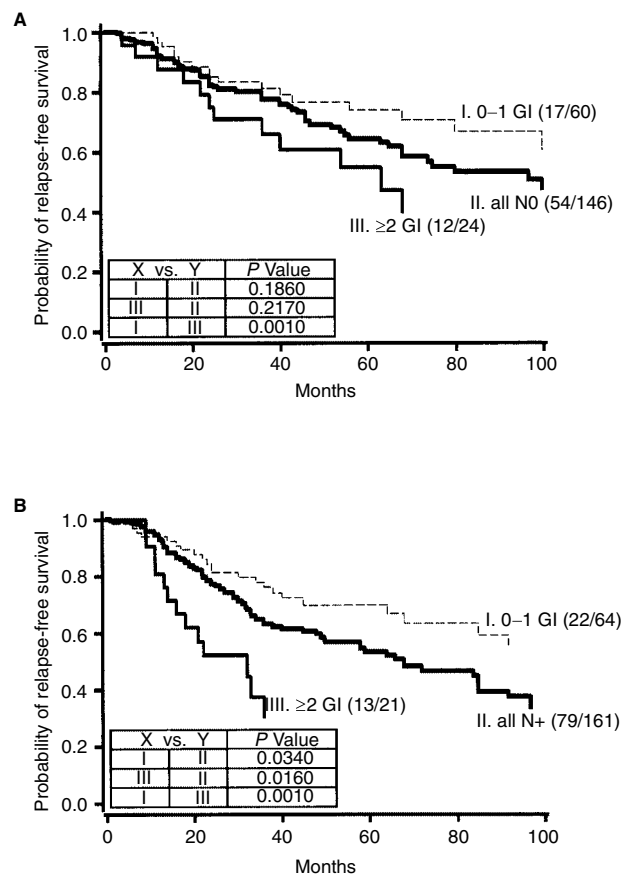 A
Probability of relapse-free survival
1.0
0.8
0.6
0.4
0.2
0.0
I. 0–1 GI (17/60)
II. all N0 (54/146)
III. ≥2 GI (12/24)
X vs. Y P Value
I II 0.1860
III II 0.2170
I III 0.0010
0 20 40 60 80 100
Months
B
Probability of relapse-free survival
1.0
0.8
0.6
0.4
0.2
0.0
I. 0–1 GI (22/64)
IIII. ≥2 GI (13/21)
II. all N+ (79/161)
X vs. Y P Value
I II 0.0340
III II 0.0160
I III 0.0010
0 20 40 60 80 100
Months